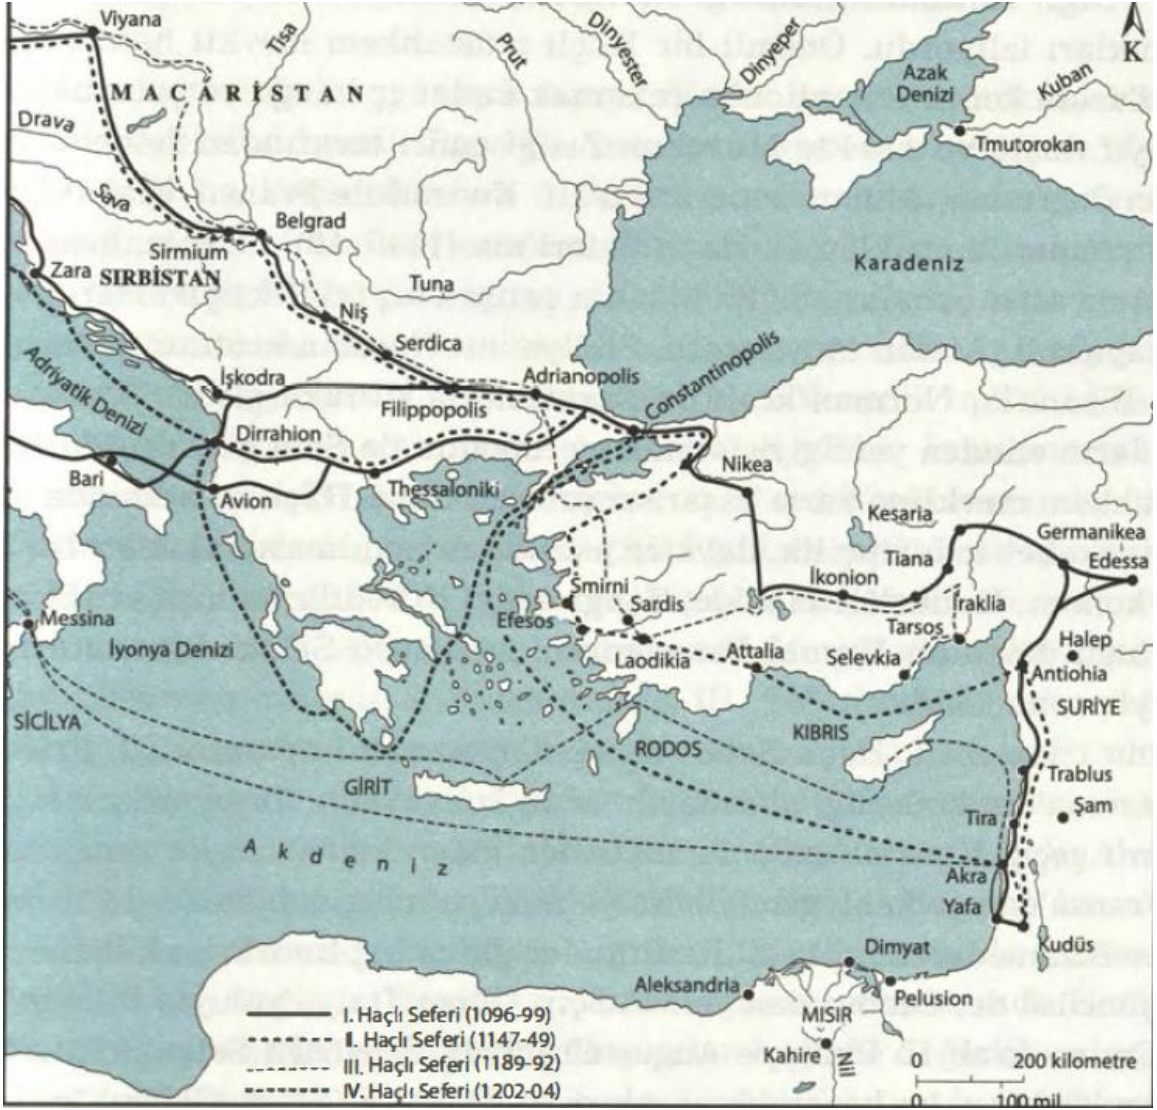 Viyana
Tisa
Prut
Dinyester
Dinyeper
K
Azak
Denizi
Kuban
MACARİSTAN
Drava
Tmutorokan
Sava
Belgrad
Sirmium
Zara
SIRBİSTAN
Karadeniz
Tuna
Niş
Serdica
Adriyatik Denizi
İşkodra
Adrianopolis
Constantinopolis
Filippopolis
Dirrahion
Bari
Avion
Thessaloniki
Nikea
Kesaria
Germanikea
Tiana
Edessa
Smirni
İkonion
Sardis
Iraklia
Messina
Efesos
Tarsos
Halep
İyonya Denizi
Laodikia
Attalia
Selevkia
Antiohia
SİCİLYA
SURİYE
RODOS
KIBRIS
GİRİT
Trablus
Şam
Tira
Akdeniz
Akra
Yafa
Kudüs
Dimyat
Aleksandria
Pelusion
MISIR
Kahire
Nil
I. Haçlı Seferi (1096-99)
II. Haçlı Seferi (1147-49)
III. Haçlı Seferi (1189-92)
IV. Haçlı Seferi (1202-04)
0 200 kilometre
0 100 mil